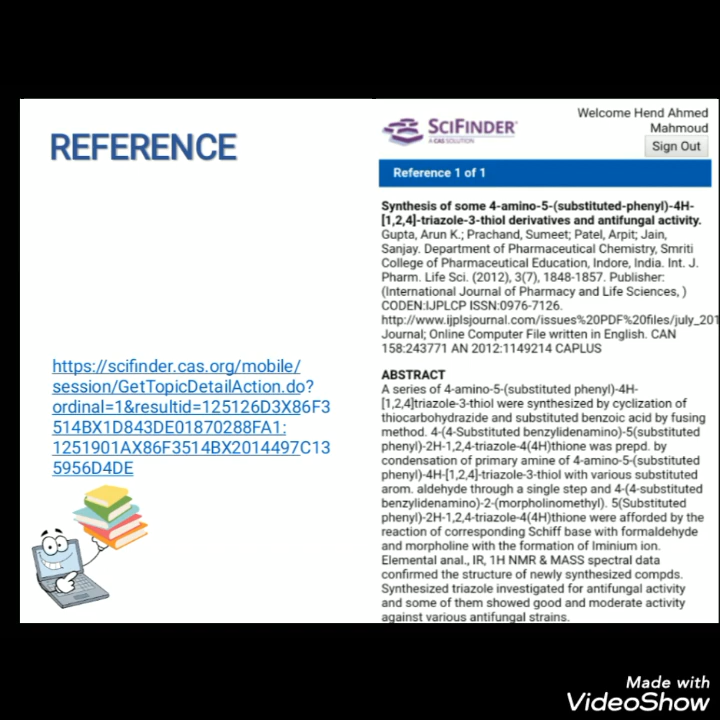 REFERENCE
https://scifinder.cas.org/mobile/
session/GetTopicDetailAction.do?
ordinal=1&resultid=125126D3X86F3
514BX1D843DE01870288FA1:
1251901AX86F3514BX2014497C13
5956D4DE
SCIFINDER®
A CAS SOLUTION
Welcome Hend Ahmed
Mahmoud
Sign Out
Reference 1 of 1
Synthesis of some 4-amino-5-(substituted-phenyl)-4H-
[1,2,4]-triazole-3-thiol derivatives and antifungal activity.
Gupta, Arun K.; Prachand, Sumeet; Patel, Arpit; Jain,
Sanjay. Department of Pharmaceutical Chemistry, Smriti
College of Pharmaceutical Education, Indore, India. Int. J.
Pharm. Life Sci. (2012), 3(7), 1848-1857. Publisher:
(International Journal of Pharmacy and Life Sciences, )
CODEN:IJPLCP ISSN:0976-7126.
http://www.ijplsjournal.com/issues%20PDF%20files/july_201
Journal; Online Computer File written in English. CAN
158:243771 AN 2012:1149214 CAPLUS
ABSTRACT
A series of 4-amino-5-(substituted phenyl)-4H-
[1,2,4]triazole-3-thiol were synthesized by cyclization of
thiocarbohydrazide and substituted benzoic acid by fusing
method. 4-(4-Substituted benzylidenamino)-5(substituted
phenyl)-2H-1,2,4-triazole-4(4H)thione was prepd. by
condensation of primary amine of 4-amino-5-(substituted
phenyl)-4H-[1,2,4]-triazole-3-thiol with various substituted
arom. aldehyde through a single step and 4-(4-substituted
benzylidenamino)-2-(morpholinomethyl). 5(Substituted
phenyl)-2H-1,2,4-triazole-4(4H)thione were afforded by the
reaction of corresponding Schiff base with formaldehyde
and morpholine with the formation of Iminium ion.
Elemental anal., IR, 1H NMR & MASS spectral data
confirmed the structure of newly synthesized compds.
Synthesized triazole investigated for antifungal activity
and some of them showed good and moderate activity
against various antifungal strains.
Made with
VideoShow